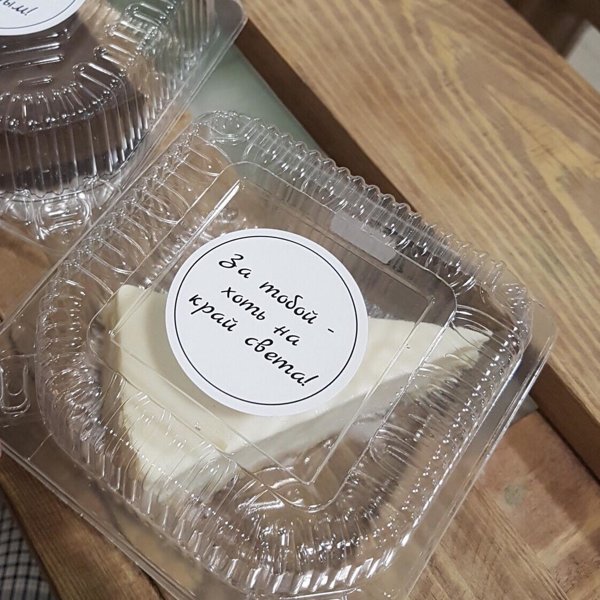 За тобой -
хоть на
край света!